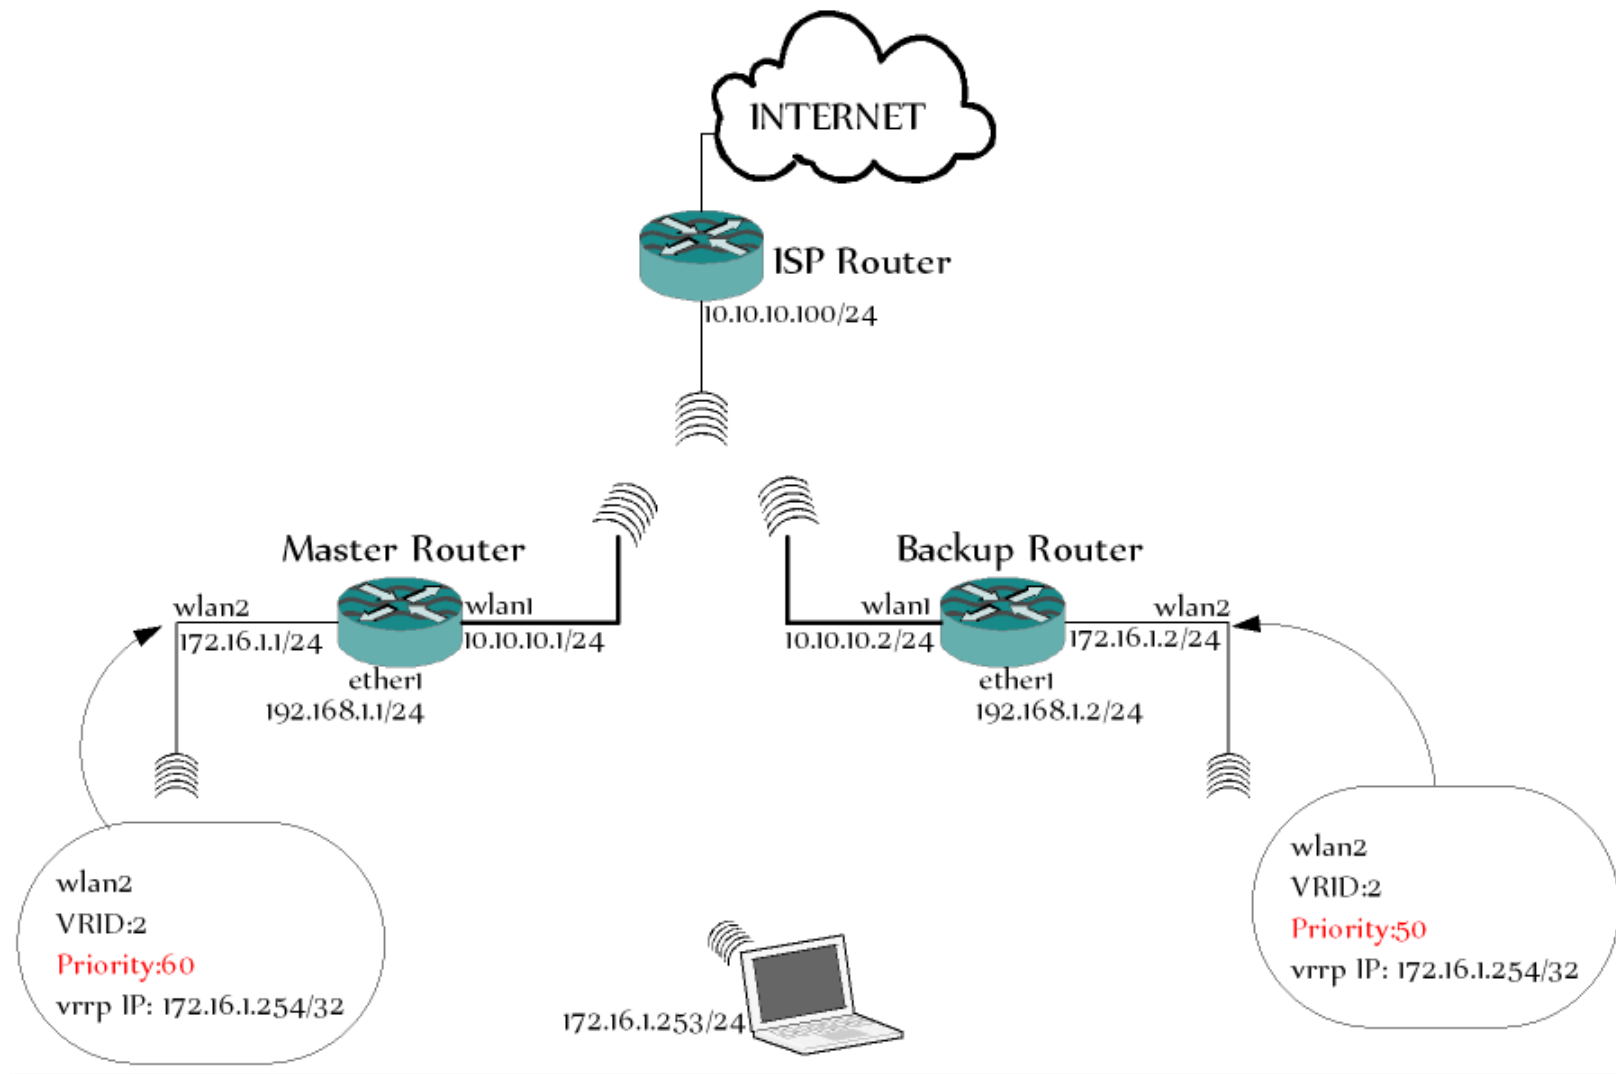 INTERNET
ISP Router
10.10.10.100/24
Master Router
wlan2
172.16.1.1/24
wlan1
10.10.10.1/24
ether1
192.168.1.1/24
Backup Router
wlan1
10.10.10.2/24
wlan2
172.16.1.2/24
ether1
192.168.1.2/24
wlan2
VRID:2
Priority:60
vrrp IP: 172.16.1.254/32
wlan2
VRID:2
Priority:50
vrrp IP: 172.16.1.254/32
172.16.1.253/24